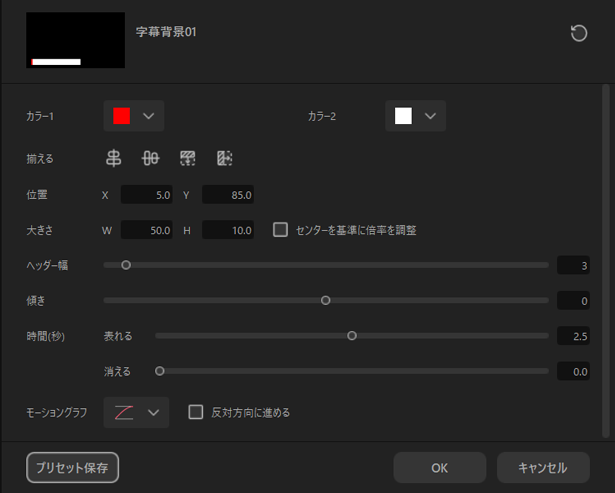 字幕背景01
カラー1 カラー2
揃える
位置 X 5.0 Y 85.0
大きさ W 50.0 H 10.0 センターを基準に倍率を調整
ヘッダー幅 3
傾き 0
時間(秒) 表れる 2.5
消える 0.0
モーショングラフ 反対方向に進める
プリセット保存 OK キャンセル